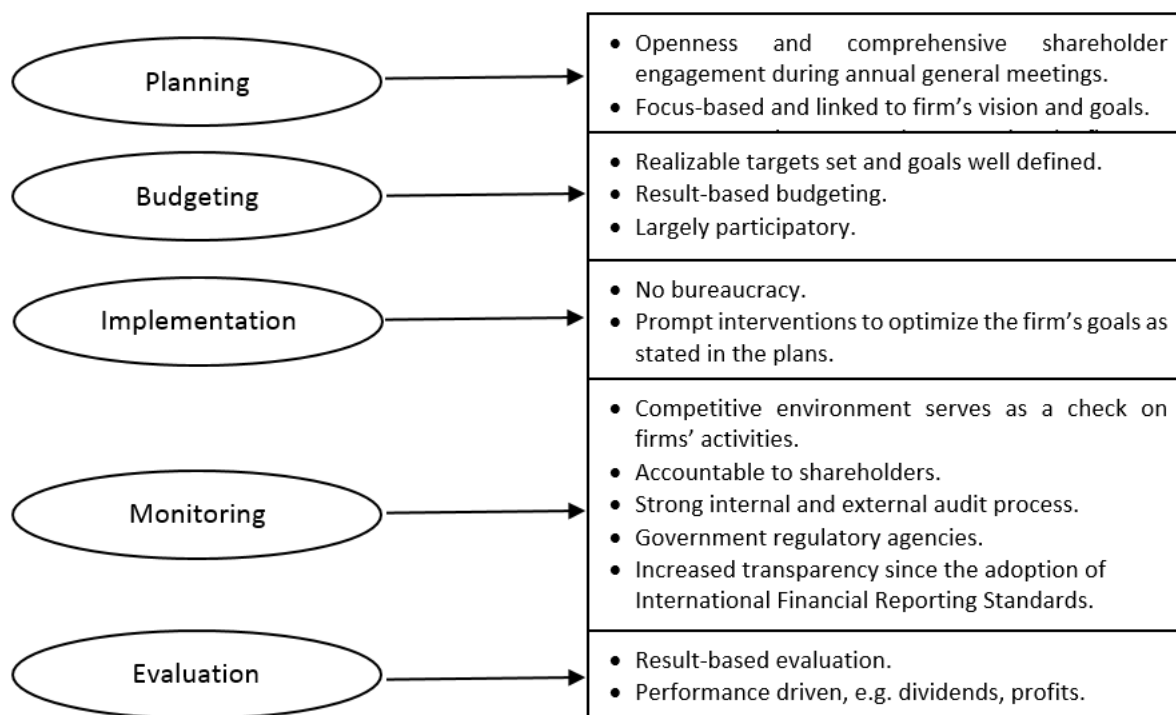 Planning
• Openness and comprehensive shareholder
engagement during annual general meetings.
• Focus-based and linked to firm’s vision and goals.
Budgeting
• Realizable targets set and goals well defined.
• Result-based budgeting.
• Largely participatory.
Implementation
• No bureaucracy.
• Prompt interventions to optimize the firm’s goals as
stated in the plans.
Monitoring
• Competitive environment serves as a check on
firms’ activities.
• Accountable to shareholders.
• Strong internal and external audit process.
• Government regulatory agencies.
• Increased transparency since the adoption of
International Financial Reporting Standards.
Evaluation
• Result-based evaluation.
• Performance driven, e.g. dividends, profits.